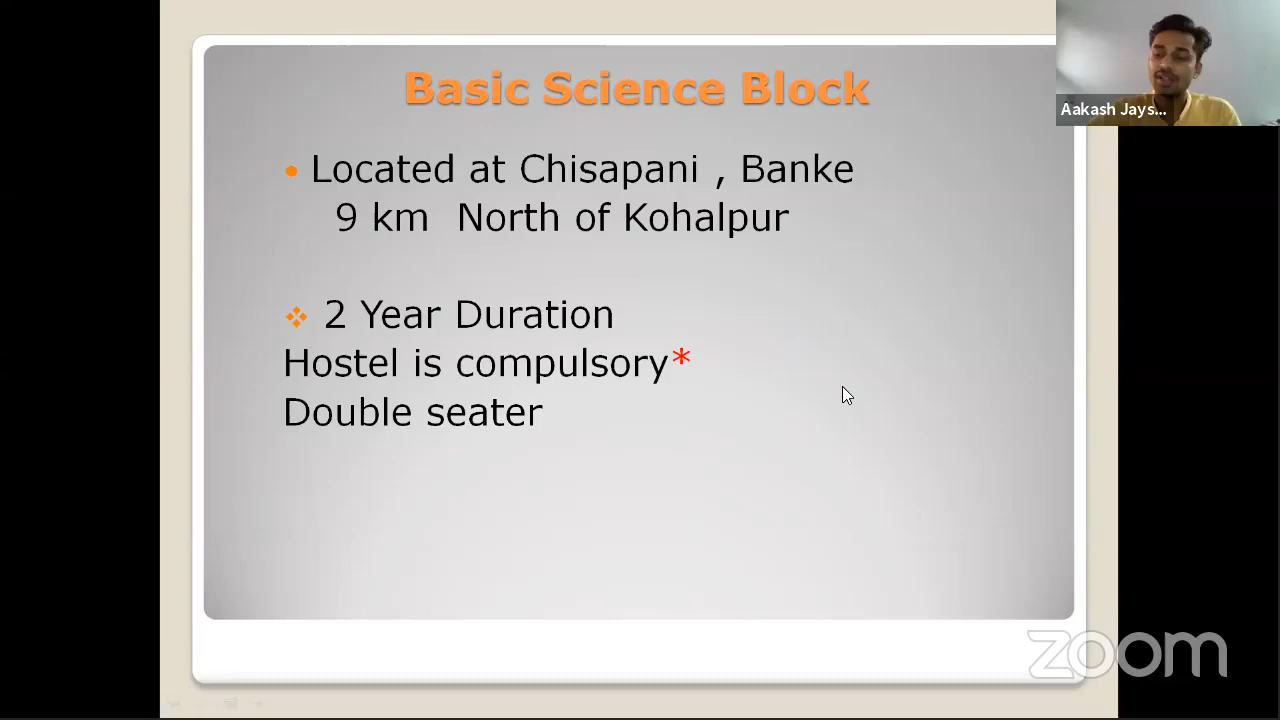 Basic Science Block
Aakash Jays...
Located at Chisapani , Banke
9 km North of Kohalpur
2 Year Duration
Hostel is compulsory*
Double seater
zoom